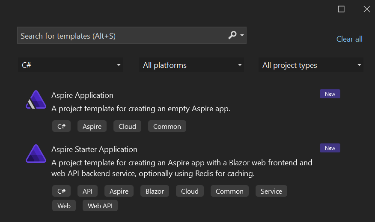 Search for templates (Alt+S)
Clear all
C#
All platforms
All project types
Aspire Application
New
A project template for creating an empty Aspire app.
C# Aspire Cloud Common
Aspire Starter Application
New
A project template for creating an Aspire app with a Blazor web frontend and
web API backend service, optionally using Redis for caching.
C# API Aspire Blazor Cloud Common Service
Web Web API